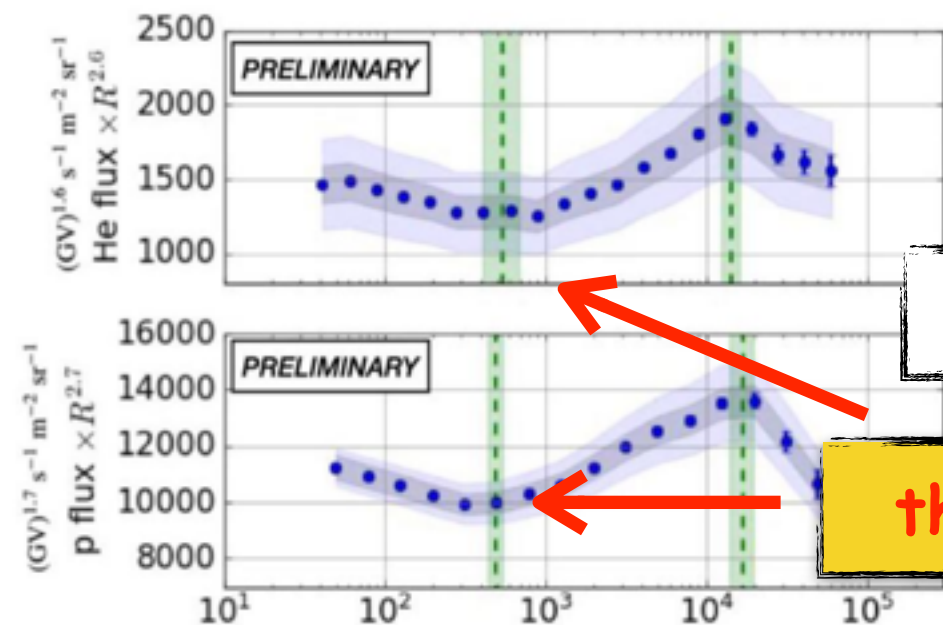 (GV)^1.6 s^−1 m^−2 sr^−1
He flux ×R^2.6
2500
2000
1500
1000
PRELIMINARY
(GV)^1.7 s^−1 m^−2 sr^−1
p flux ×R^2.7
16000
14000
12000
10000
8000
PRELIMINARY
th
10^1
10^2
10^3
10^4
10^5